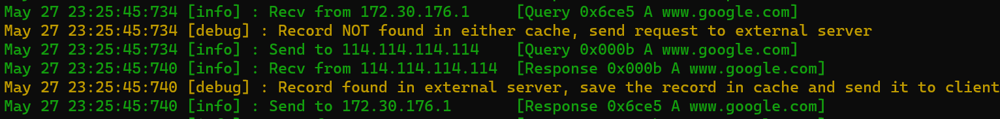 May 27 23:25:45:734 [info] : Recv from 172.30.176.1     [Query 0x6ce5 A www.google.com]
May 27 23:25:45:734 [debug] : Record NOT found in either cache, send request to external server
May 27 23:25:45:734 [info] : Send to 114.114.114.114    [Query 0x000b A www.google.com]
May 27 23:25:45:740 [info] : Recv from 114.114.114.114  [Response 0x000b A www.google.com]
May 27 23:25:45:740 [debug] : Record found in external server, save the record in cache and send it to client
May 27 23:25:45:740 [info] : Send to 172.30.176.1       [Response 0x6ce5 A www.google.com]